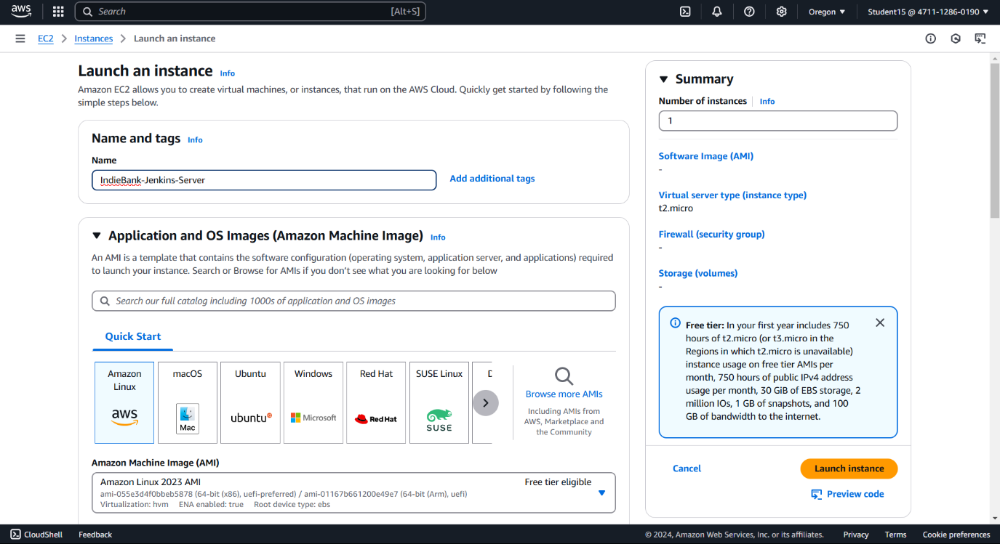 aws
Search
[Alt+S]
Oregon ▼
Student15 @ 4711-1286-0190 ▼
EC2 > Instances > Launch an instance
Launch an instance Info
Amazon EC2 allows you to create virtual machines, or instances, that run on the AWS Cloud. Quickly get started by following the
simple steps below.
Name and tags Info
Name
IndieBank-Jenkins-Server
Add additional tags
▼ Application and OS Images (Amazon Machine Image) Info
An AMI is a template that contains the software configuration (operating system, application server, and applications) required
to launch your instance. Search or Browse for AMIs if you don't see what you are looking for below
Search our full catalog including 1000s of application and OS images
Quick Start
Amazon
Linux
aws
macOS
Mac
Ubuntu
ubuntu
Windows
Microsoft
Red Hat
Red Hat
SUSE Linux
SUSE
Browse more AMIs
Including AMIs from
AWS, Marketplace and
the Community
Amazon Machine Image (AMI)
Amazon Linux 2023 AMI
Free tier eligible
ami-055e3d4f0bbeb5878 (64-bit (x86), uefi-preferred) / ami-01167b661200e49e7 (64-bit (Arm), uefi)
Virtualization: hvm ENA enabled: true Root device type: ebs
▼ Summary
Number of instances Info
1
Software Image (AMI)
-
Virtual server type (instance type)
t2.micro
Firewall (security group)
-
Storage (volumes)
-
Free tier: In your first year includes 750
hours of t2.micro (or t3.micro in the
Regions in which t2.micro is unavailable)
instance usage on free tier AMIs per
month, 750 hours of public IPv4 address
usage per month, 30 GiB of EBS storage, 2
million IOs, 1 GB of snapshots, and 100
GB of bandwidth to the internet.
Cancel
Launch instance
Preview code
CloudShell
Feedback
© 2024, Amazon Web Services, Inc. or its affiliates.
Privacy
Terms
Cookie preferences